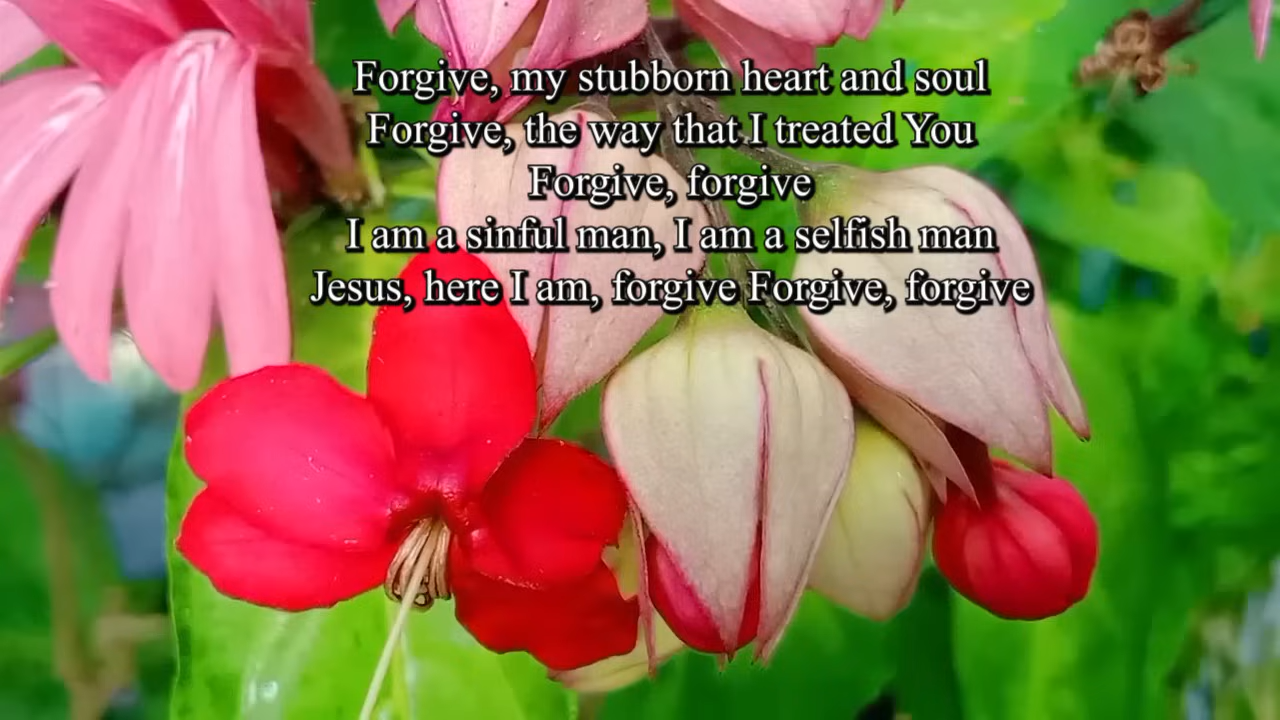 Forgive, my stubborn heart and soul
Forgive, the way that I treated You
Forgive, forgive
I am a sinful man, I am a selfish man
Jesus, here I am, forgive Forgive, forgive